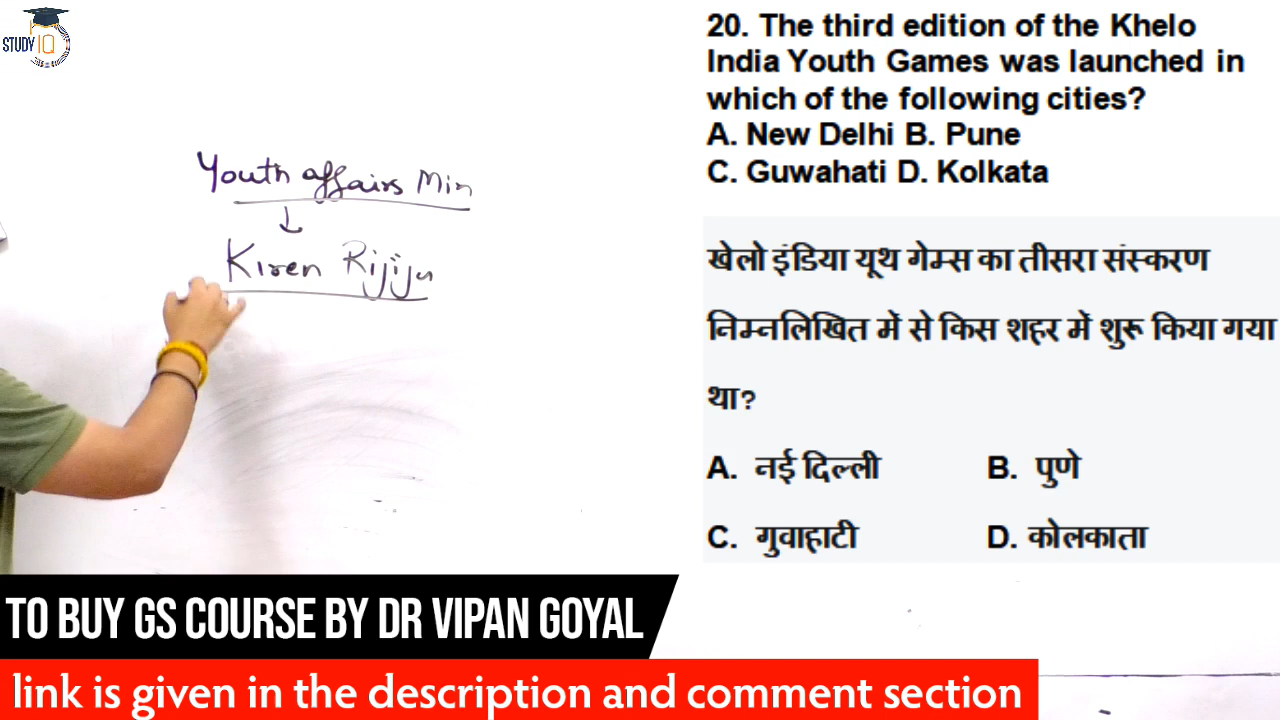 STUDY IQ
Youth affairs Min
↓
Kiren Rijiju
20. The third edition of the Khelo
India Youth Games was launched in
which of the following cities?
A. New Delhi B. Pune
C. Guwahati D. Kolkata
खेलो इंडिया यूथ गेम्स का तीसरा संस्करण
निम्नलिखित में से किस शहर में शुरू किया गया
था?
A. नई दिल्ली B. पुणे
C. गुवाहाटी D. कोलकाता
TO BUY GS COURSE BY DR VIPAN GOYAL
link is given in the description and comment section